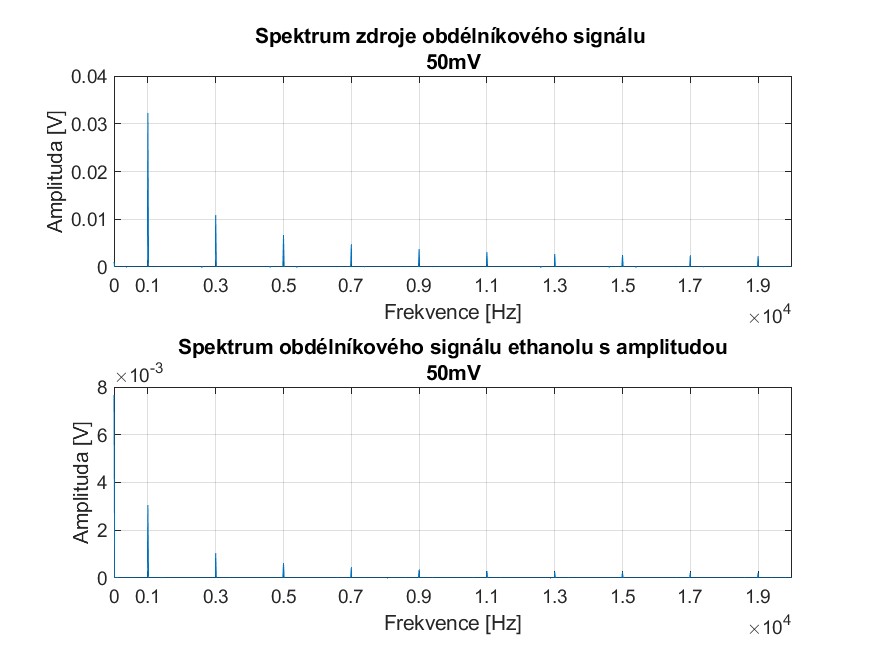 Spektrum zdroje obdélníkového signálu
50mV
0.04
0.03
0.02
0.01
0
Amplituda [V]
0 0.1 0.3 0.5 0.7 0.9 1.1 1.3 1.5 1.7 1.9
Frekvence [Hz]
×10⁴
Spektrum obdélníkového signálu ethanolu s amplitudou
50mV
×10⁻³
8
6
4
2
0
Amplituda [V]
0 0.1 0.3 0.5 0.7 0.9 1.1 1.3 1.5 1.7 1.9
Frekvence [Hz]
×10⁴